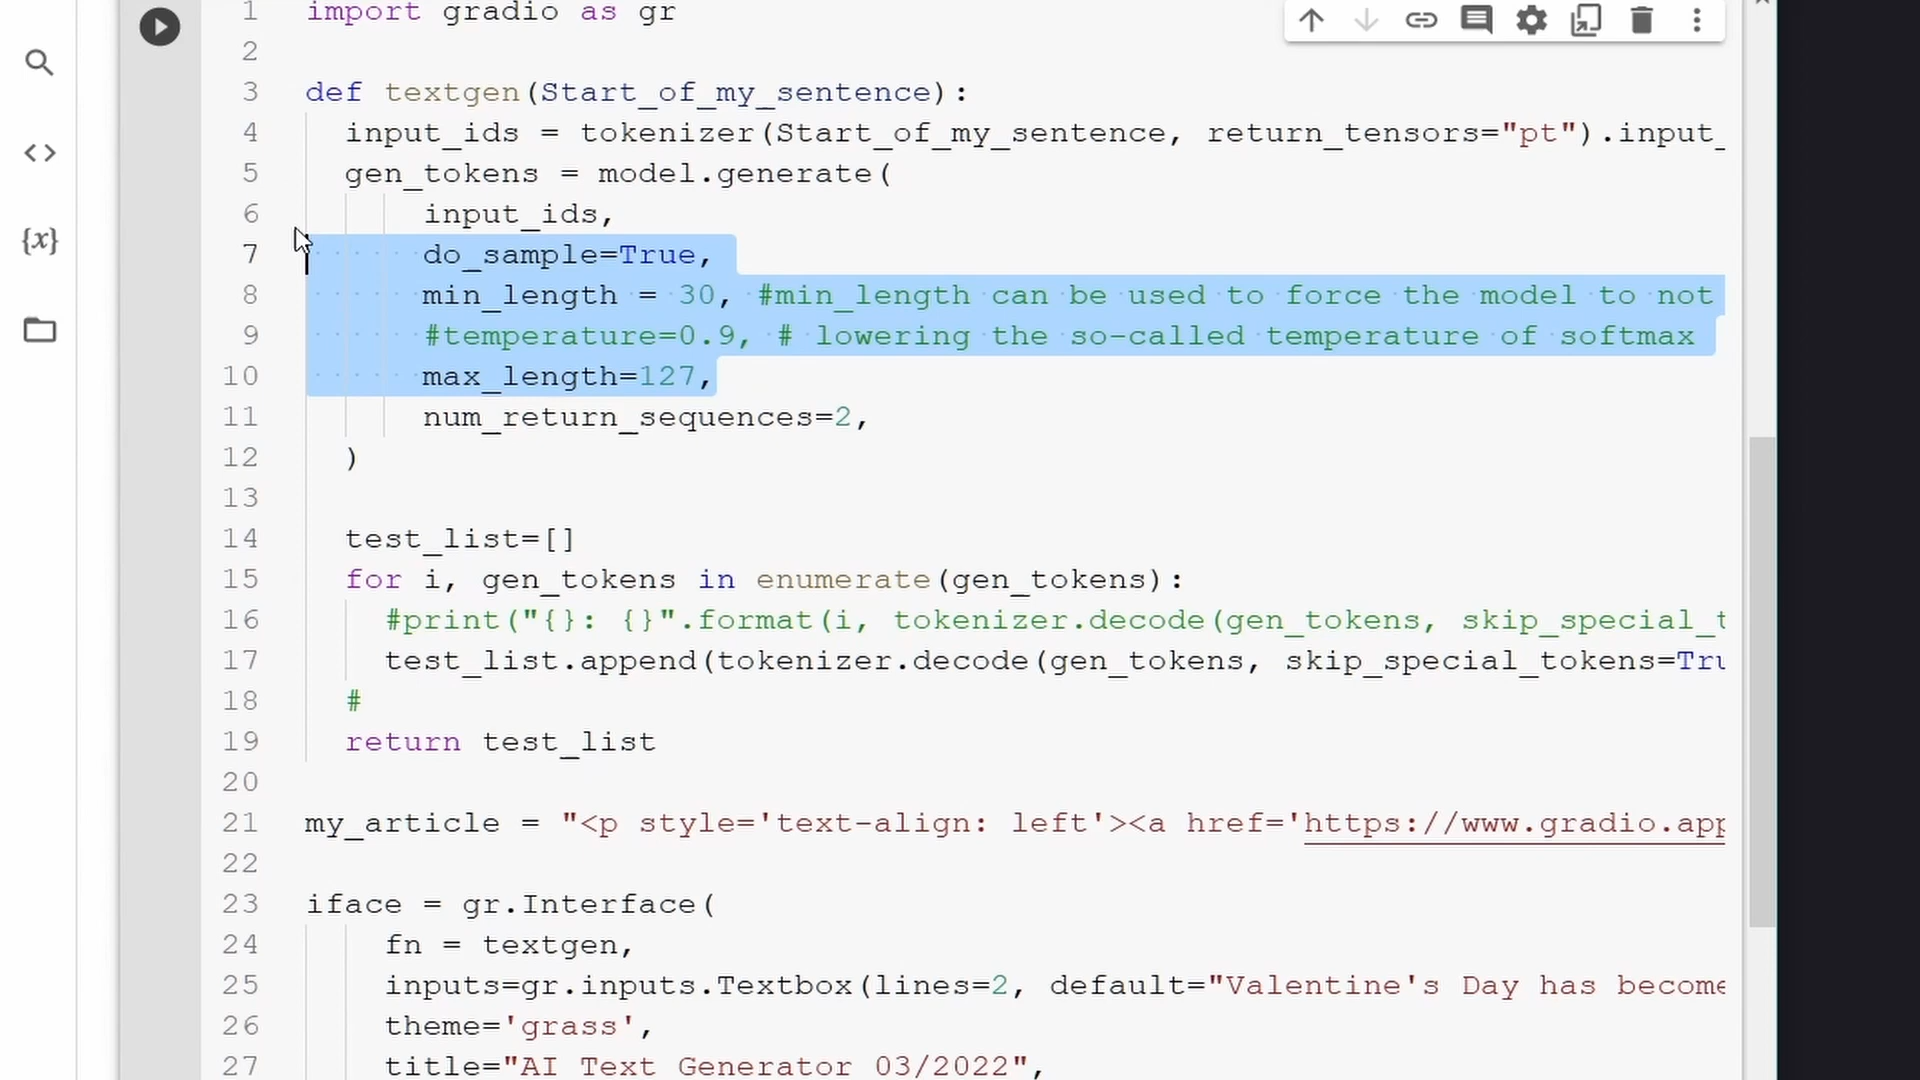 1 import gradio as gr
2
3 def textgen(Start_of_my_sentence):
4 input_ids = tokenizer(Start_of_my_sentence, return_tensors="pt").input_
5 gen_tokens = model.generate(
6 input_ids,
7 do_sample=True,
8 min_length = 30, #min_length can be used to force the model to not
9 #temperature=0.9, # lowering the so-called temperature of softmax
10 max_length=127,
11 num_return_sequences=2,
12 )
13
14 test_list=[]
15 for i, gen_tokens in enumerate(gen_tokens):
16 #print("{}: {}".format(i, tokenizer.decode(gen_tokens, skip_special_t
17 test_list.append(tokenizer.decode(gen_tokens, skip_special_tokens=Tru
18 #
19 return test_list
20
21 my_article = "<p style='text-align: left'><a href='https://www.gradio.app
22
23 iface = gr.Interface(
24 fn = textgen,
25 inputs=gr.inputs.Textbox(lines=2, default="Valentine's Day has become
26 theme='grass',
27 title="AI Text Generator 03/2022",
{x}